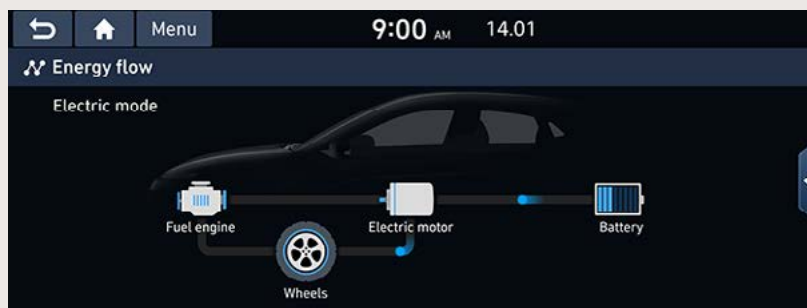 Menu 9:00 AM 14.01
Energy flow
Electric mode
Fuel engine Electric motor Battery
Wheels